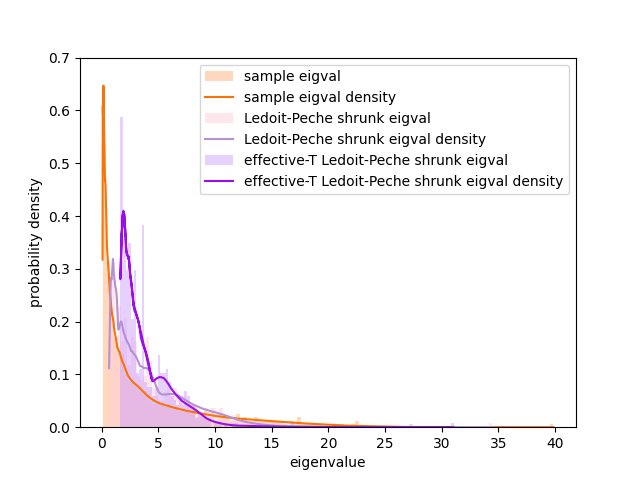 0.7
0.6
0.5
0.4
0.3
0.2
0.1
0.0
probability density
sample eigval
sample eigval density
Ledoit-Peche shrunk eigval
Ledoit-Peche shrunk eigval density
effective-T Ledoit-Peche shrunk eigval
effective-T Ledoit-Peche shrunk eigval density
0 5 10 15 20 25 30 35 40
eigenvalue